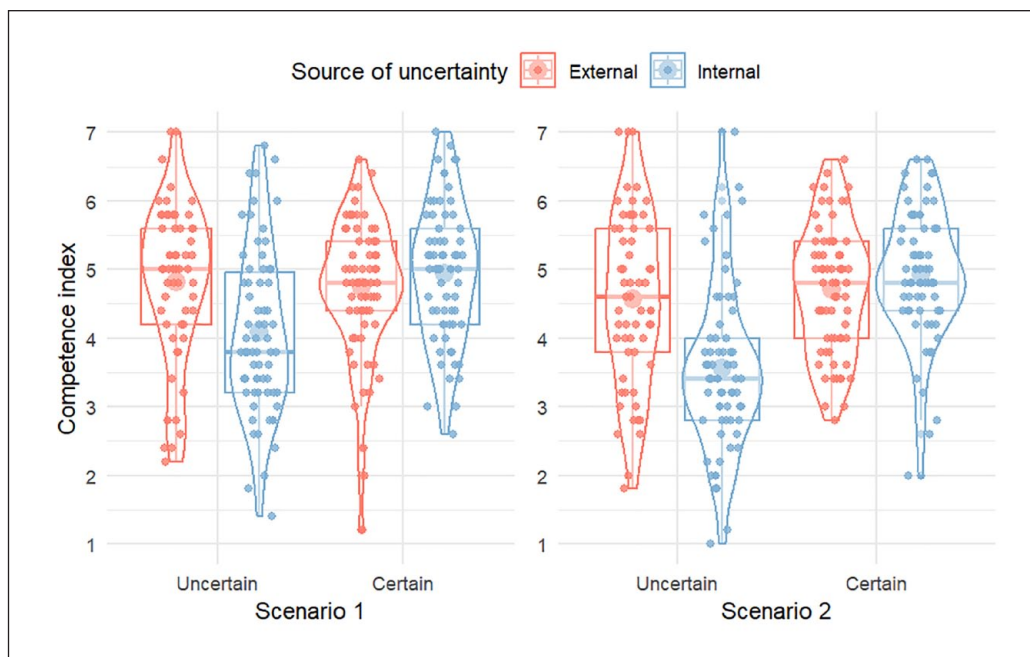 Source of uncertainty External Internal
Competence index
7
6
5
4
3
2
1
Uncertain Certain
Scenario 1
7
6
5
4
3
2
1
Uncertain Certain
Scenario 2